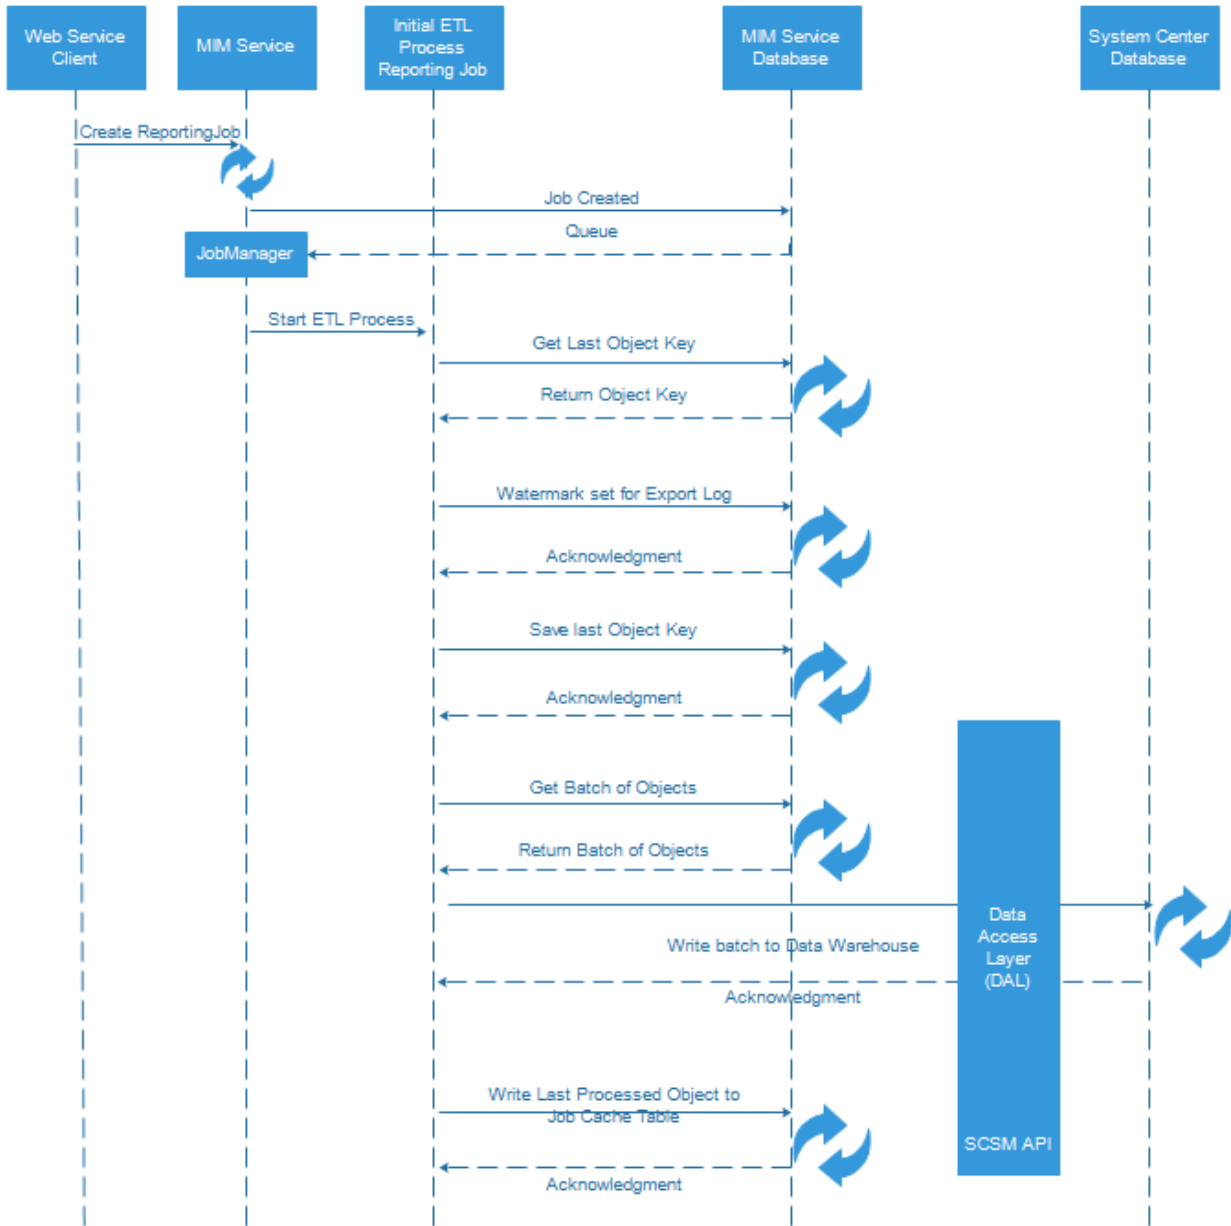 Web Service
Client
MIM Service
Initial ETL
Process
Reporting Job
MIM Service
Database
System Center
Database
Create ReportingJob
Job Created
Queue
JobManager
Start ETL Process
Get Last Object Key
Return Object Key
Watermark set for Export Log
Acknowledgment
Save last Object Key
Acknowledgment
Get Batch of Objects
Return Batch of Objects
Data
Access
Layer
(DAL)
Write batch to Data Warehouse
Acknowledgment
Write Last Processed Object to
Job Cache Table
SCSM API
Acknowledgment